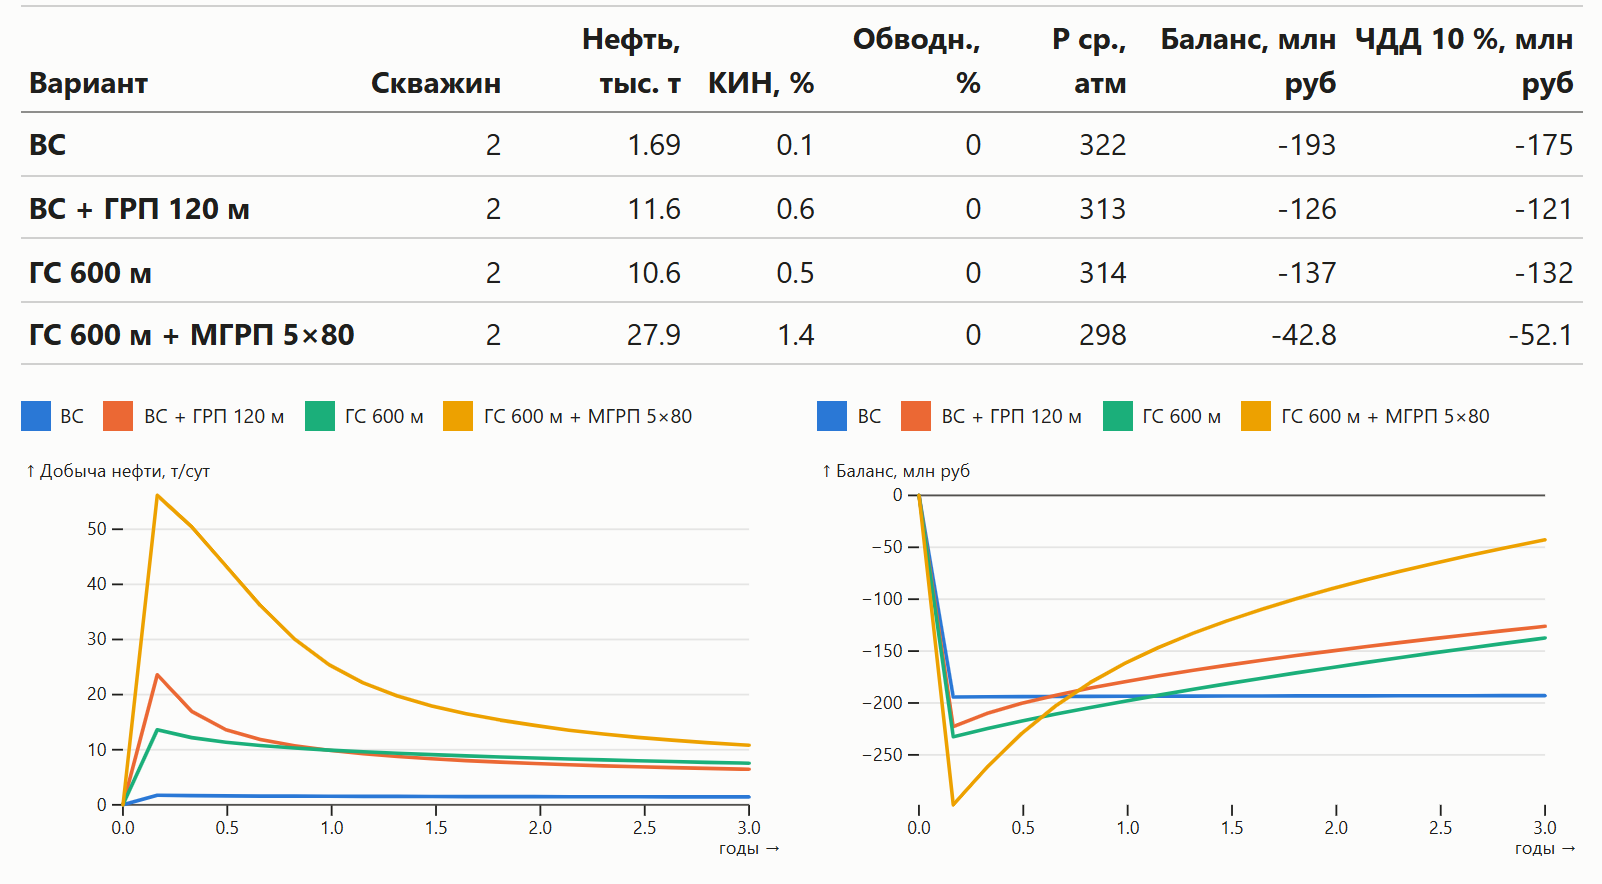 Вариант Скважин Нефть, тыс. т КИН, % Обводн., % Р ср., атм Баланс, млн руб ЧДД 10 %, млн руб
ВС 2 1.69 0.1 0 322 -193 -175
ВС + ГРП 120 м 2 11.6 0.6 0 313 -126 -121
ГС 600 м 2 10.6 0.5 0 314 -137 -132
ГС 600 м + МГРП 5×80 2 27.9 1.4 0 298 -42.8 -52.1
ВС ВС + ГРП 120 м ГС 600 м ГС 600 м + МГРП 5×80
↑ Добыча нефти, т/сут
50
40
30
20
10
0
0.0 0.5 1.0 1.5 2.0 2.5 3.0
годы →
ВС ВС + ГРП 120 м ГС 600 м ГС 600 м + МГРП 5×80
↑ Баланс, млн руб
0
−50
−100
−150
−200
−250
0.0 0.5 1.0 1.5 2.0 2.5 3.0
годы →